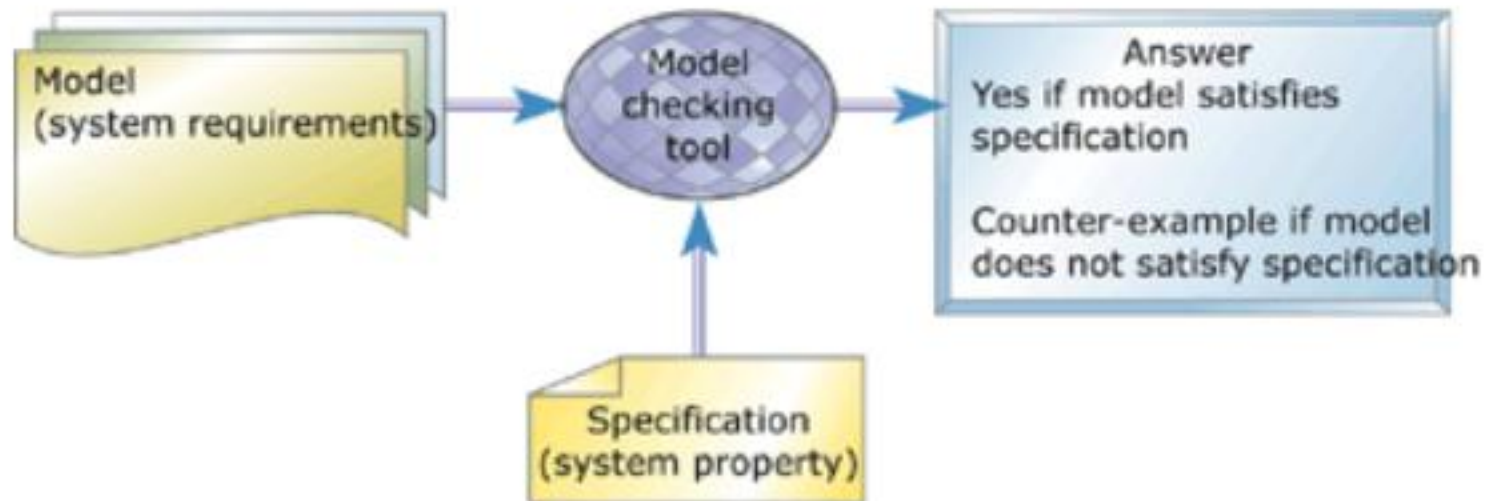 Model
(system requirements)
Model
checking
tool
Answer
Yes if model satisfies
specification
Counter-example if model
does not satisfy specification
Specification
(system property)